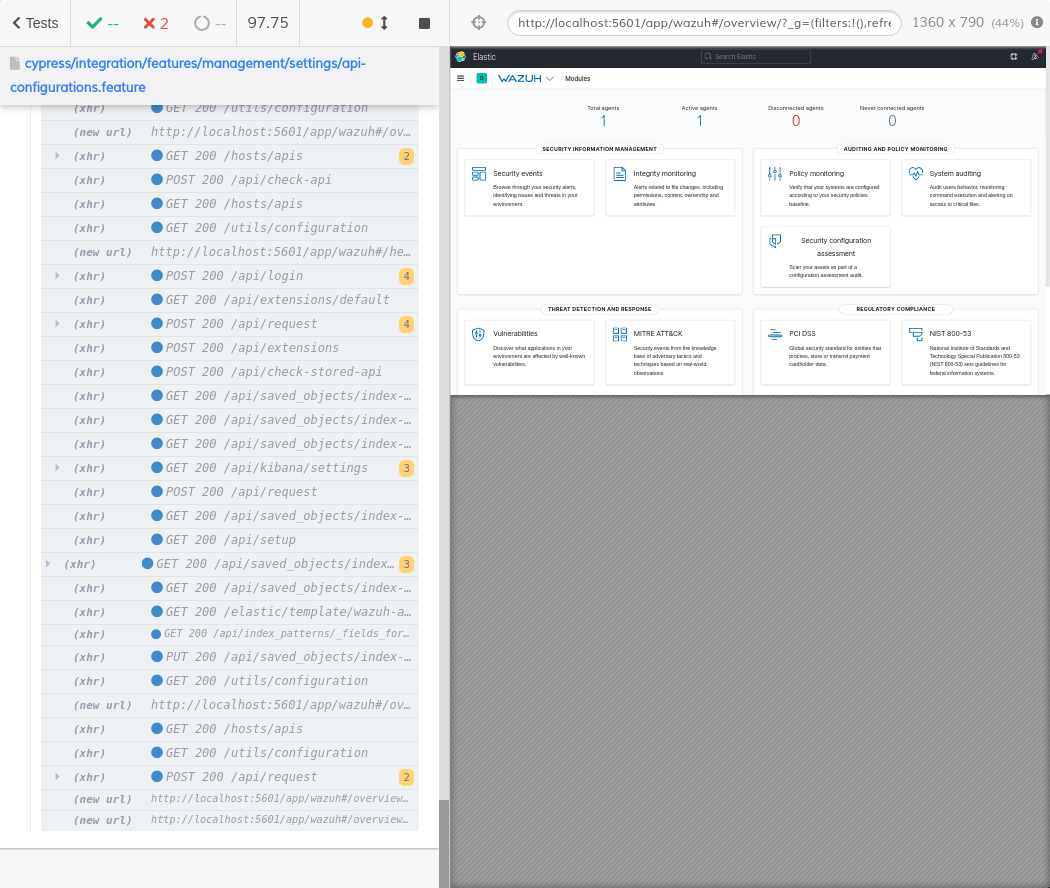 Tests
--
2
--
97.75
http://localhost:5601/app/wazuh#/overview/?_g=(filters:!(),refre
1360 x 790 (44%)
cypress/integration/features/management/settings/api-
configurations.feature
(xhr) GET 200 /utils/configuration
(new url) http://localhost:5601/app/wazuh#/ov…
(xhr) GET 200 /hosts/apis 2
(xhr) POST 200 /api/check-api
(xhr) GET 200 /hosts/apis
(xhr) GET 200 /utils/configuration
(new url) http://localhost:5601/app/wazuh#/he…
(xhr) POST 200 /api/login 4
(xhr) GET 200 /api/extensions/default
(xhr) POST 200 /api/request 4
(xhr) POST 200 /api/extensions
(xhr) POST 200 /api/check-stored-api
(xhr) GET 200 /api/saved_objects/index-…
(xhr) GET 200 /api/saved_objects/index-…
(xhr) GET 200 /api/saved_objects/index-…
(xhr) GET 200 /api/kibana/settings 3
(xhr) POST 200 /api/request
(xhr) GET 200 /api/saved_objects/index-…
(xhr) GET 200 /api/setup
(xhr) GET 200 /api/saved_objects/index… 3
(xhr) GET 200 /api/saved_objects/index-…
(xhr) GET 200 /elastic/template/wazuh-a…
(xhr) GET 200 /api/index_patterns/_fields_for…
(xhr) PUT 200 /api/saved_objects/index-…
(xhr) GET 200 /utils/configuration
(new url) http://localhost:5601/app/wazuh#/ov…
(xhr) GET 200 /hosts/apis
(xhr) GET 200 /utils/configuration
(xhr) POST 200 /api/request 2
(new url) http://localhost:5601/app/wazuh#/overview…
(new url) http://localhost:5601/app/wazuh#/overview…
Elastic
Search Elastic
D
WAZUH
Modules
Total agents
1
Active agents
1
Disconnected agents
0
Never connected agents
0
SECURITY INFORMATION MANAGEMENT
Security events
Browse through your security alerts,
identifying issues and threats in your
environment.
Integrity monitoring
Alerts related to file changes, including
permissions, content, ownership and
attributes.
AUDITING AND POLICY MONITORING
Policy monitoring
Verify that your systems are configured
according to your security policies
baseline.
System auditing
Audit users behavior, monitoring
command execution and alerting on
access to critical files.
Security configuration
assessment
Scan your assets as part of a
configuration assessment audit.
THREAT DETECTION AND RESPONSE
Vulnerabilities
Discover what applications in your
environment are affected by well-known
vulnerabilities.
MITRE ATT&CK
Security events from the knowledge
base of adversary tactics and
techniques based on real-world
observations
REGULATORY COMPLIANCE
PCI DSS
Global security standard for entities that
process, store or transmit payment
cardholder data.
NIST 800-53
National Institute of Standards and
Technology Special Publication 800-53
(NIST 800-53) sets guidelines for
federal information systems.